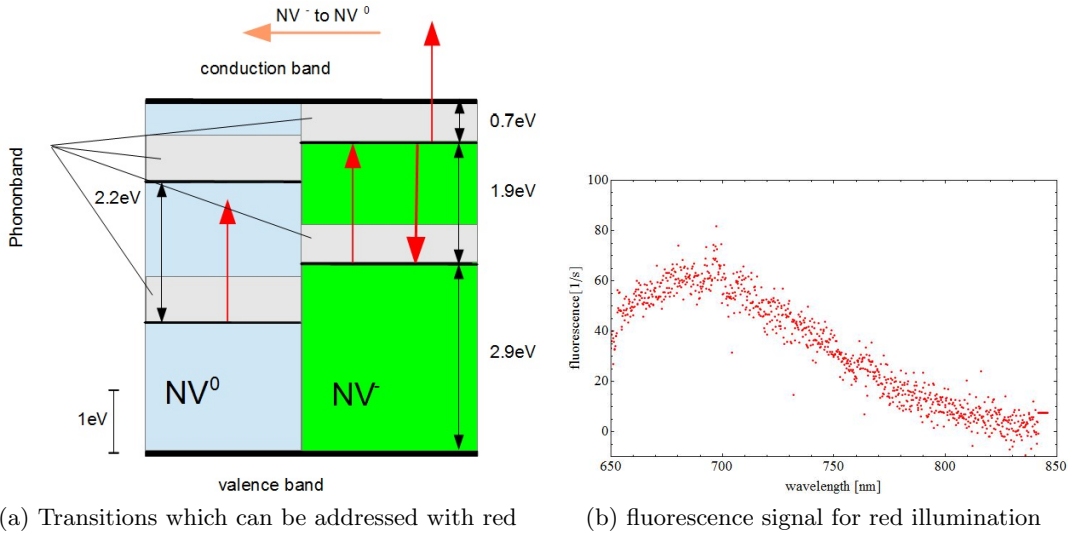 NV⁻ to NV⁰
conduction band
0.7eV
Phononband
2.2eV
1.9eV
2.9eV
NV⁰
NV⁻
1eV
valence band
100
80
60
40
20
0
fluorescence[1/s]
650
700
750
800
850
wavelength [nm]
(a) Transitions which can be addressed with red
(b) fluorescence signal for red illumination